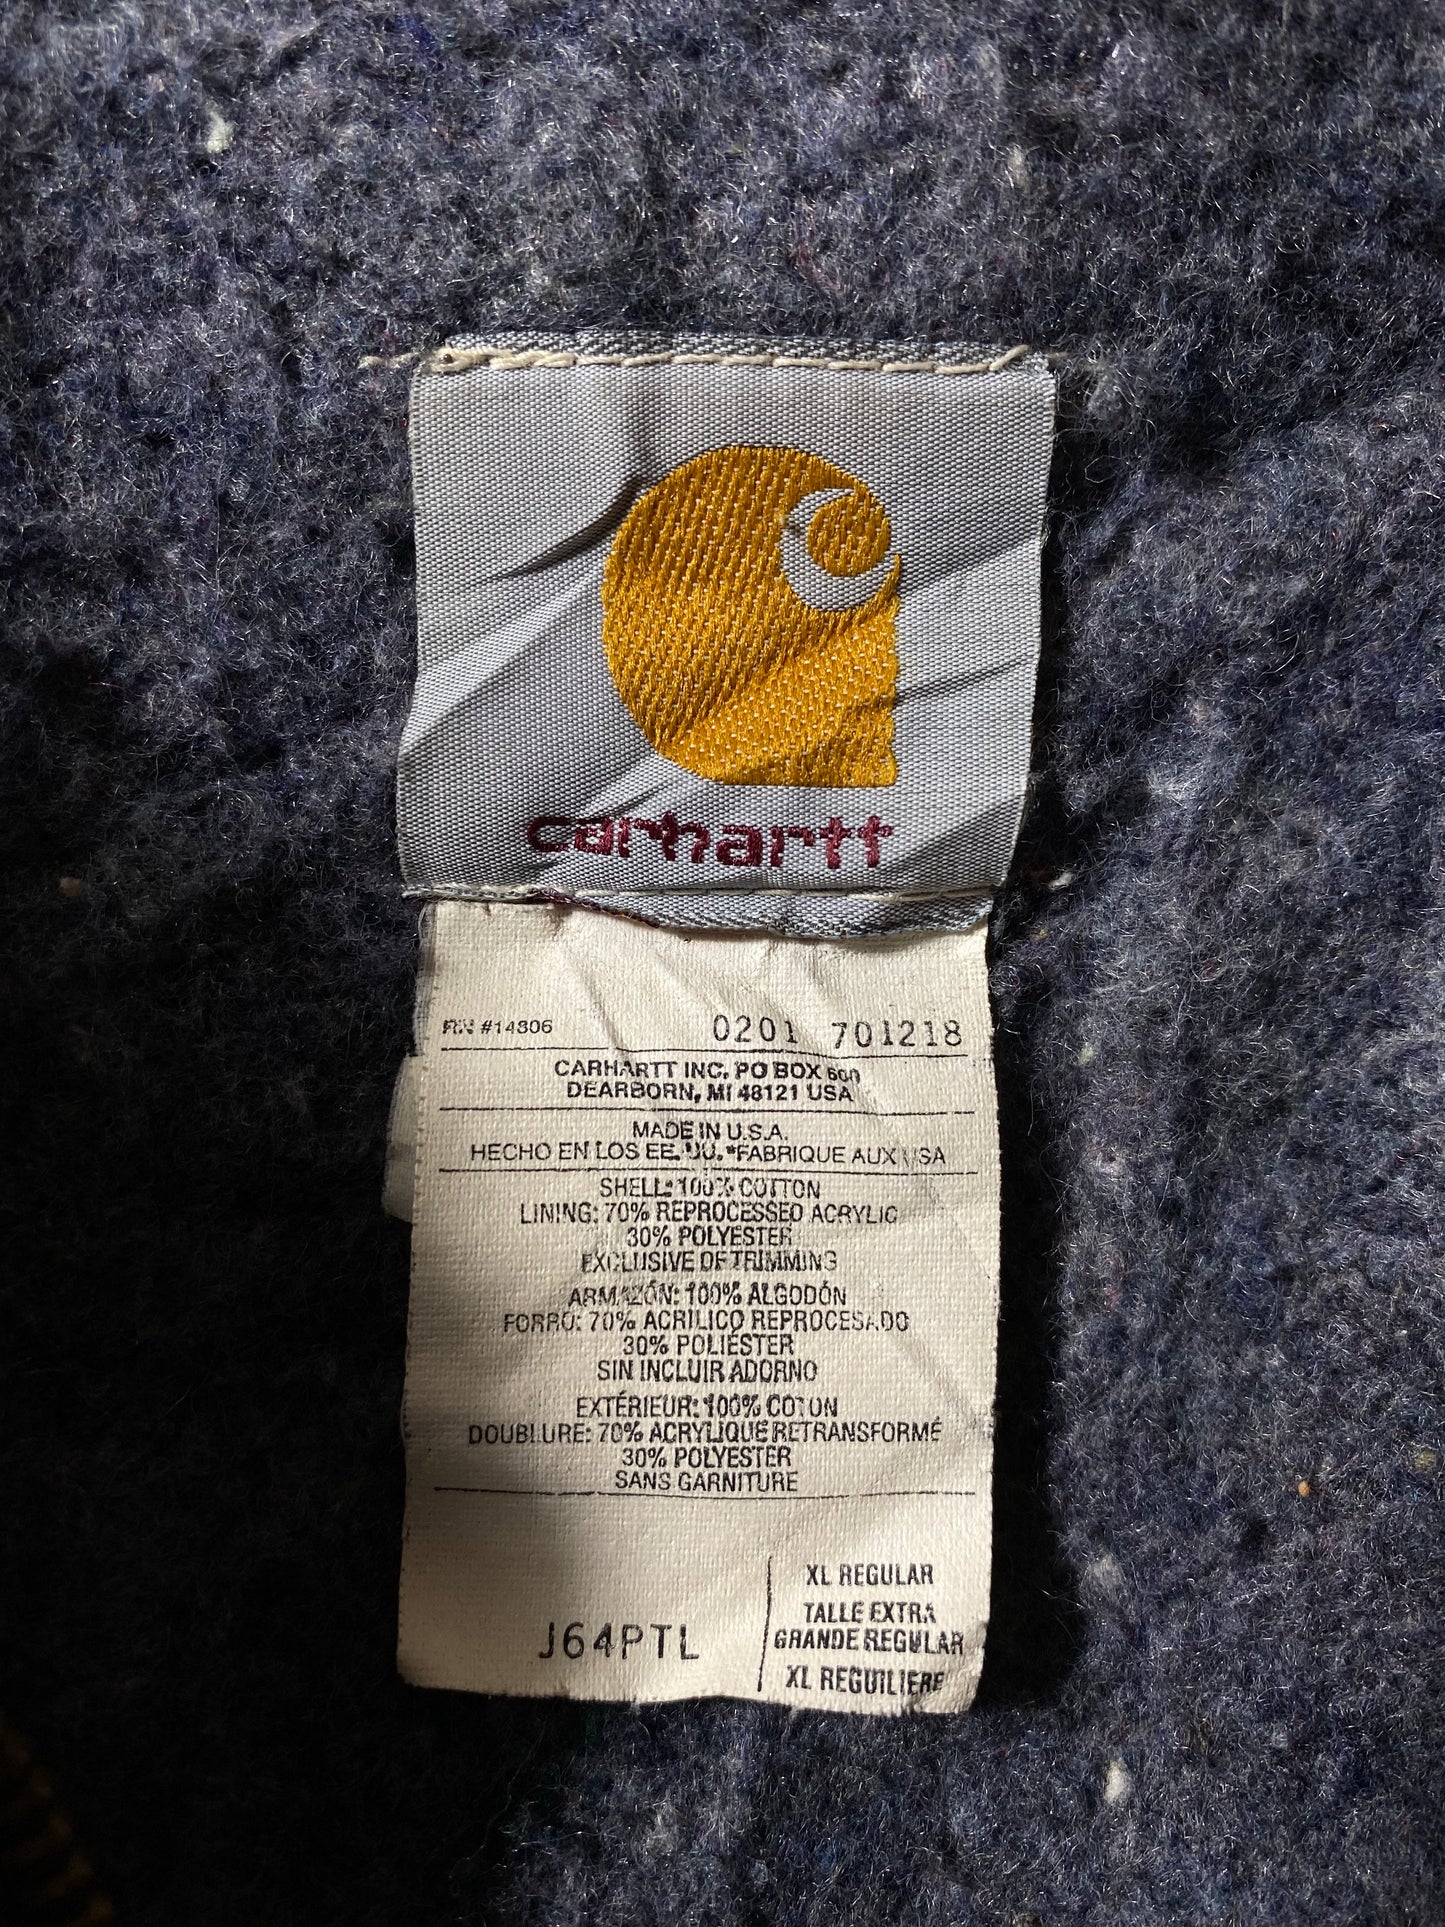 carhartt
RN #14806 0201 701218
CARHARTT INC. PO BOX 600
DEARBORN, MI 48121 USA
MADE IN U.S.A.
HECHO EN LOS EE. UU. *FABRIQUE AUX USA
SHELL: 100% COTTON
LINING: 70% REPROCESSED ACRYLIC
30% POLYESTER
EXCLUSIVE OF TRIMMING
ARMAZÓN: 100% ALGODÓN
FORRO: 70% ACRILICO REPROCESADO
30% POLIÉSTER
SIN INCLUIR ADORNO
EXTÉRIEUR: 100% COTON
DOUBLURE: 70% ACRYLIQUE RETRANSFORMÉ
30% POLYESTER
SANS GARNITURE
J64PTL
XL REGULAR
TALLE EXTRA
GRANDE REGULAR
XL REGUILIERE